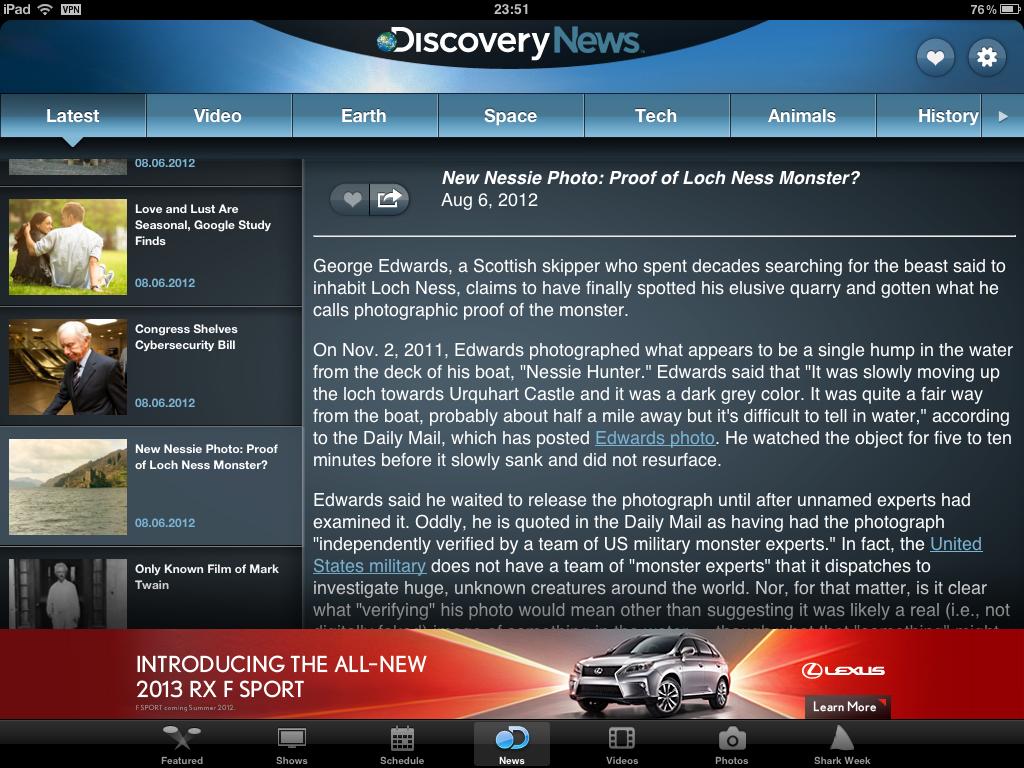 iPad VPN 23:51 76%
Discovery News
Latest Video Earth Space Tech Animals History
08.06.2012
Love and Lust Are
Seasonal, Google Study
Finds
08.06.2012
Congress Shelves
Cybersecurity Bill
08.06.2012
New Nessie Photo: Proof
of Loch Ness Monster?
08.06.2012
Only Known Film of Mark
Twain
New Nessie Photo: Proof of Loch Ness Monster?
Aug 6, 2012
George Edwards, a Scottish skipper who spent decades searching for the beast said to
inhabit Loch Ness, claims to have finally spotted his elusive quarry and gotten what he
calls photographic proof of the monster.
On Nov. 2, 2011, Edwards photographed what appears to be a single hump in the water
from the deck of his boat, "Nessie Hunter." Edwards said that "It was slowly moving up
the loch towards Urquhart Castle and it was a dark grey color. It was quite a fair way
from the boat, probably about half a mile away but it's difficult to tell in water," according
to the Daily Mail, which has posted Edwards photo. He watched the object for five to ten
minutes before it slowly sank and did not resurface.
Edwards said he waited to release the photograph until after unnamed experts had
examined it. Oddly, he is quoted in the Daily Mail as having had the photograph
"independently verified by a team of US military monster experts." In fact, the United
States military does not have a team of "monster experts" that it dispatches to
investigate huge, unknown creatures around the world. Nor, for that matter, is it clear
what "verifying" his photo would mean other than suggesting it was likely a real (i.e., not
INTRODUCING THE ALL-NEW
2013 RX F SPORT
F SPORT coming Summer 2012.
LEXUS
Learn More
Featured Shows Schedule News Videos Photos Shark Week